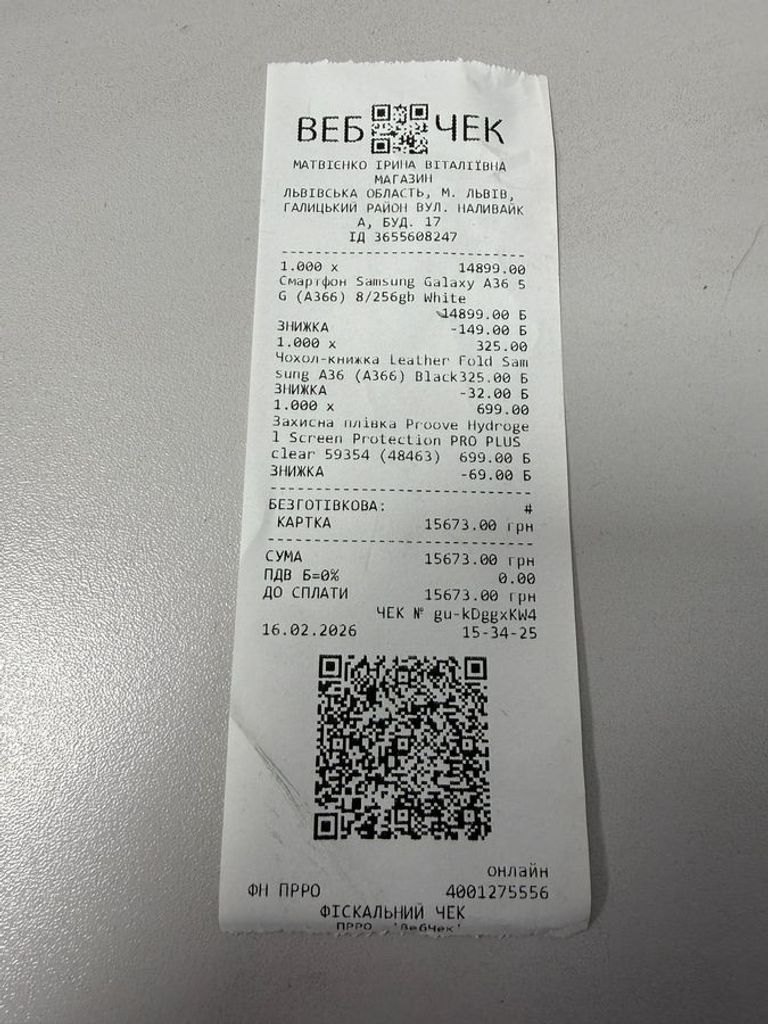 ВЕБ ЧЕК
МАТВІЄНКО ІРИНА ВІТАЛІЇВНА
МАГАЗИН
ЛЬВІВСЬКА ОБЛАСТЬ, М. ЛЬВІВ,
ГАЛИЦЬКИЙ РАЙОН ВУЛ. НАЛИВАЙК
А, БУД. 17
ІД 3655608247
1.000 x 14899.00
Смартфон Samsung Galaxy A36 5
G (A366) 8/256gb White
14899.00 Б
ЗНИЖКА -149.00 Б
1.000 x 325.00
Чохол-книжка Leather Fold Sam
sung A36 (A366) Black325.00 Б
ЗНИЖКА -32.00 Б
1.000 x 699.00
Захисна плівка Proove Hydroge
l Screen Protection PRO PLUS
clear 59354 (48463) 699.00 Б
ЗНИЖКА -69.00 Б
БЕЗГОТІВКОВА: #
КАРТКА 15673.00 грн
СУМА 15673.00 грн
ПДВ Б=0% 0.00
ДО СПЛАТИ 15673.00 грн
ЧЕК № gu-kDggxKW4
16.02.2026 15-34-25
онлайн
ФН ПРРО 4001275556
ФІСКАЛЬНИЙ ЧЕК
ПРРО 'ВебЧек'